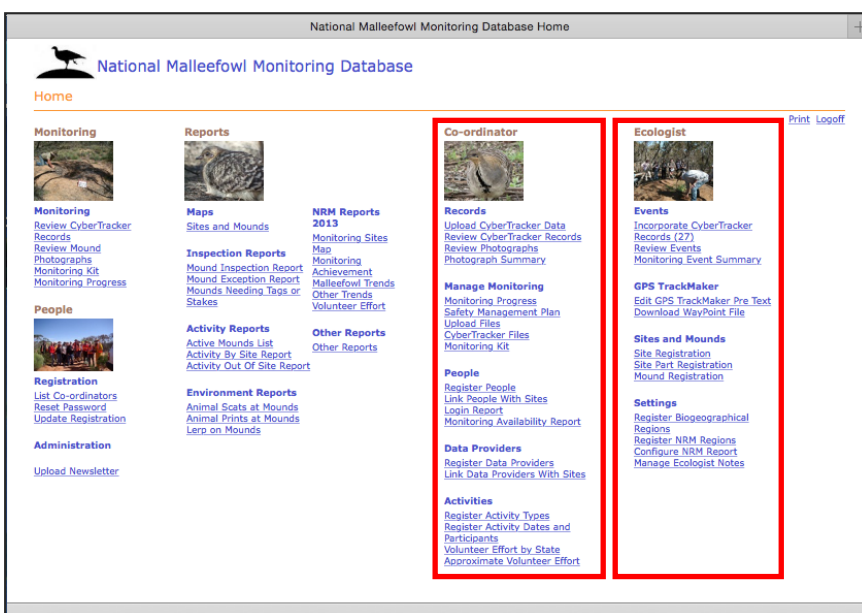 National Malleefowl Monitoring Database Home
+
National Malleefowl Monitoring Database
Home
Print Logoff
Monitoring
Monitoring
Review CyberTracker
Records
Review Mound
Photographs
Monitoring Kit
Monitoring Progress
People
Registration
List Co-ordinators
Reset Password
Update Registration
Administration
Upload Newsletter
Reports
Maps
Sites and Mounds
Inspection Reports
Mound Inspection Report
Mound Exception Report
Mounds Needing Tags or
Stakes
Activity Reports
Active Mounds List
Activity By Site Report
Activity Out Of Site Report
Environment Reports
Animal Scats at Mounds
Animal Prints at Mounds
Lerp on Mounds
NRM Reports
2013
Monitoring Sites
Map
Monitoring
Achievement
Malleefowl Trends
Other Trends
Volunteer Effort
Other Reports
Other Reports
Co-ordinator
Records
Upload CyberTracker Data
Review CyberTracker Records
Review Photographs
Photograph Summary
Manage Monitoring
Monitoring Progress
Safety Management Plan
Upload Files
CyberTracker Files
Monitoring Kit
People
Register People
Link People With Sites
Login Report
Monitoring Availability Report
Data Providers
Register Data Providers
Link Data Providers With Sites
Activities
Register Activity Types
Register Activity Dates and
Participants
Volunteer Effort by State
Approximate Volunteer Effort
Ecologist
Events
Incorporate CyberTracker
Records (27)
Review Events
Monitoring Event Summary
GPS TrackMaker
Edit GPS TrackMaker Pre Text
Download WayPoint File
Sites and Mounds
Site Registration
Site Part Registration
Mound Registration
Settings
Register Biogeographical
Regions
Register NRM Regions
Configure NRM Report
Manage Ecologist Notes